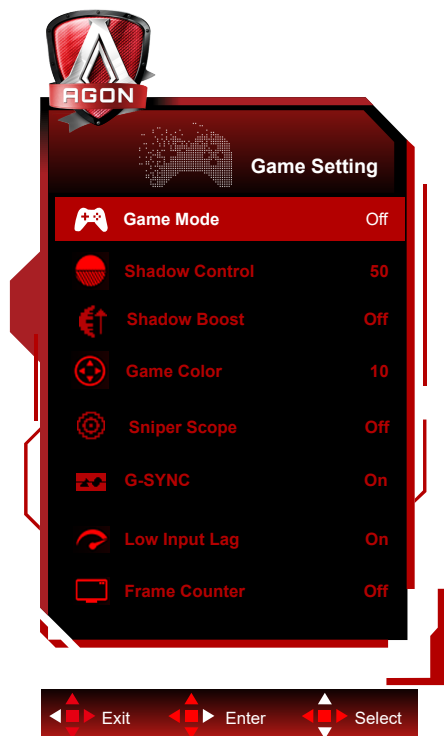 AGON
Game Setting
Game Mode Off
Shadow Control 50
Shadow Boost Off
Game Color 10
Sniper Scope Off
G-SYNC On
Low Input Lag On
Frame Counter Off
Exit Enter Select